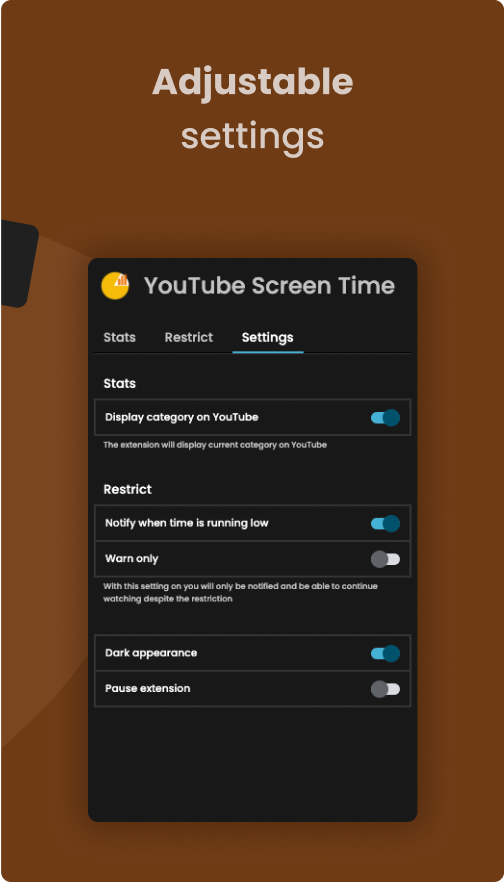 Adjustable
settings
YouTube Screen Time
Stats Restrict Settings
Stats
Display category on YouTube
The extension will display current category on YouTube
Restrict
Notify when time is running low
Warn only
With this setting on you will only be notified and be able to continue
watching despite the restriction
Dark appearance
Pause extension